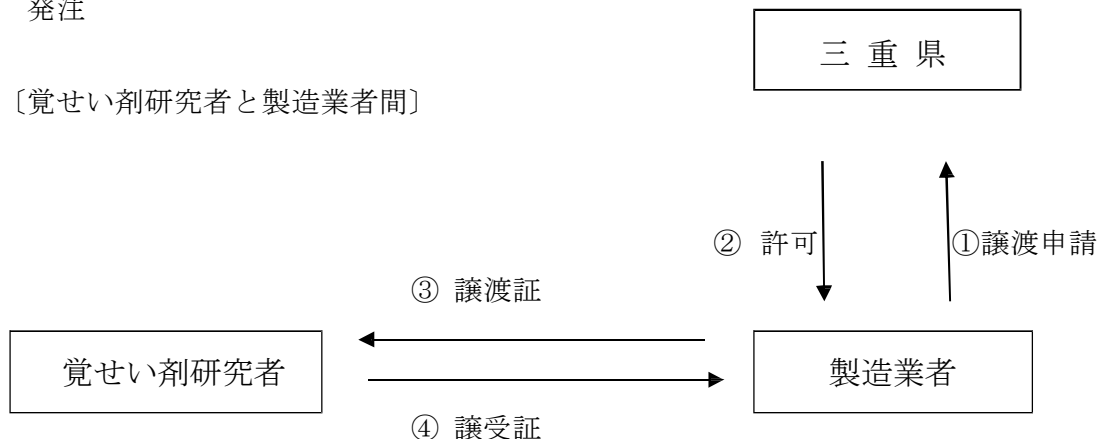 発注
三 重 県
〔覚せい剤研究者と製造業者間〕
② 許可
①譲渡申請
③ 譲渡証
覚せい剤研究者
製造業者
④ 譲受証